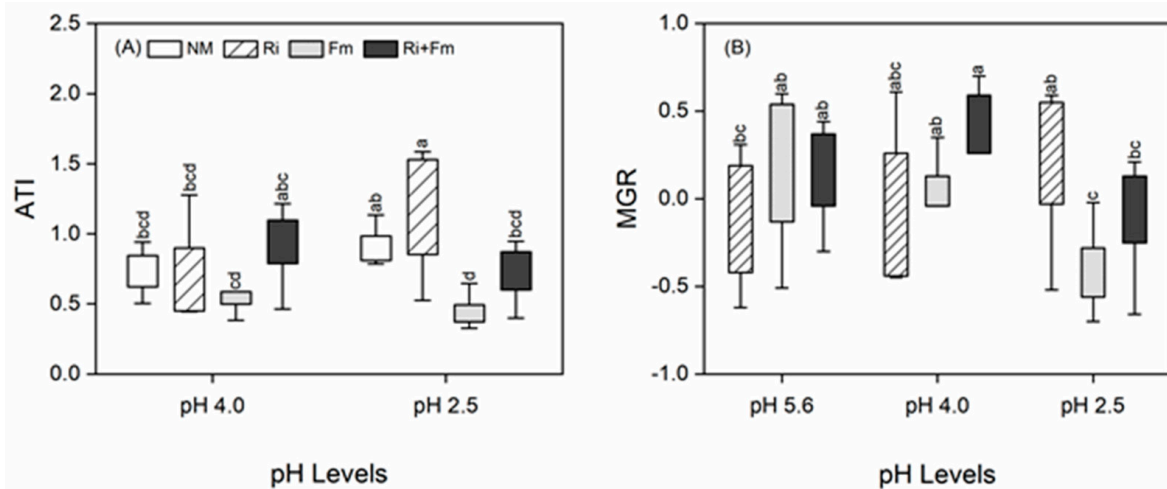 (A) NM Ri Fm Ri+Fm
ATI
2.5
2.0
1.5
1.0
0.5
0.0
bcd
bcd
cd
abc
ab
a
d
bcd
pH 4.0
pH 2.5
pH Levels
(B)
MGR
1.0
0.5
0.0
-0.5
-1.0
bc
ab
ab
abc
ab
a
ab
c
bc
pH 5.6
pH 4.0
pH 2.5
pH Levels